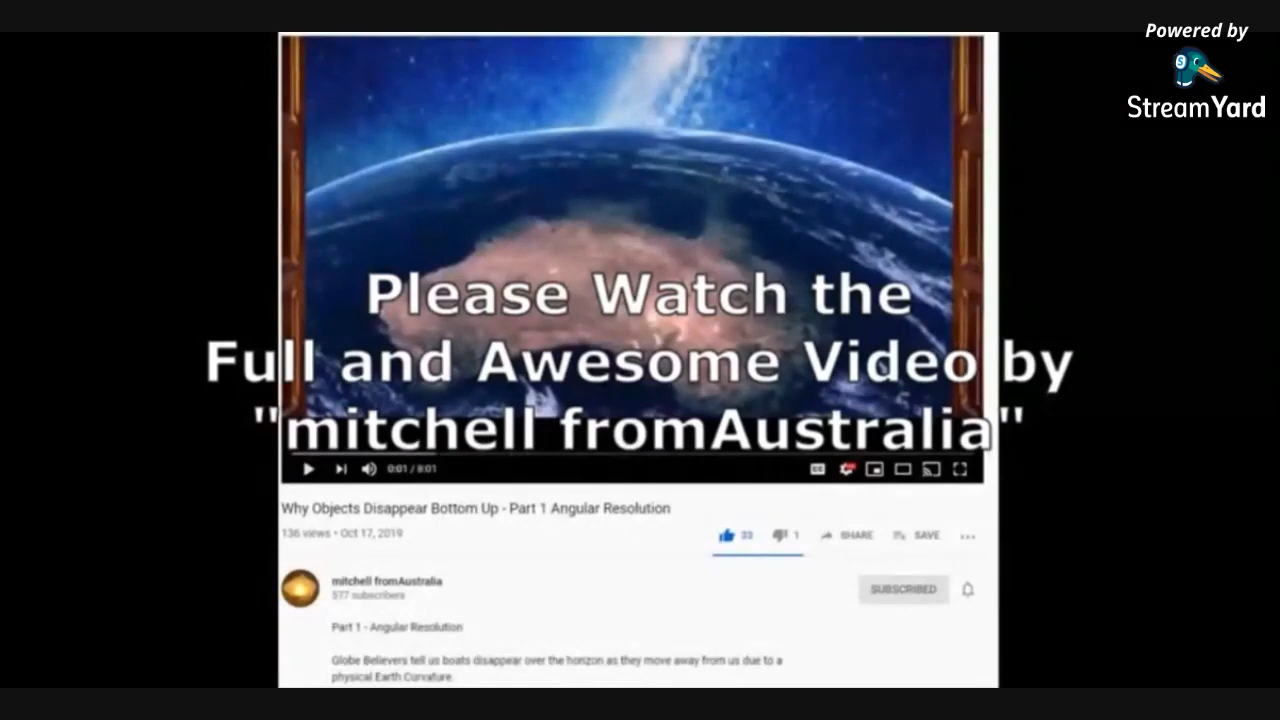 Powered by
StreamYard
Please Watch the
Full and Awesome Video by
"mitchell fromAustralia"
0:01 / 8:01
Why Objects Disappear Bottom Up - Part 1 Angular Resolution
136 views • Oct 17, 2019
33
1
SHARE
SAVE
mitchell fromAustralia
577 subscribers
SUBSCRIBED
Part 1 - Angular Resolution
Globe Believers tell us boats disappear over the horizon as they move away from us due to a
physical Earth Curvature.